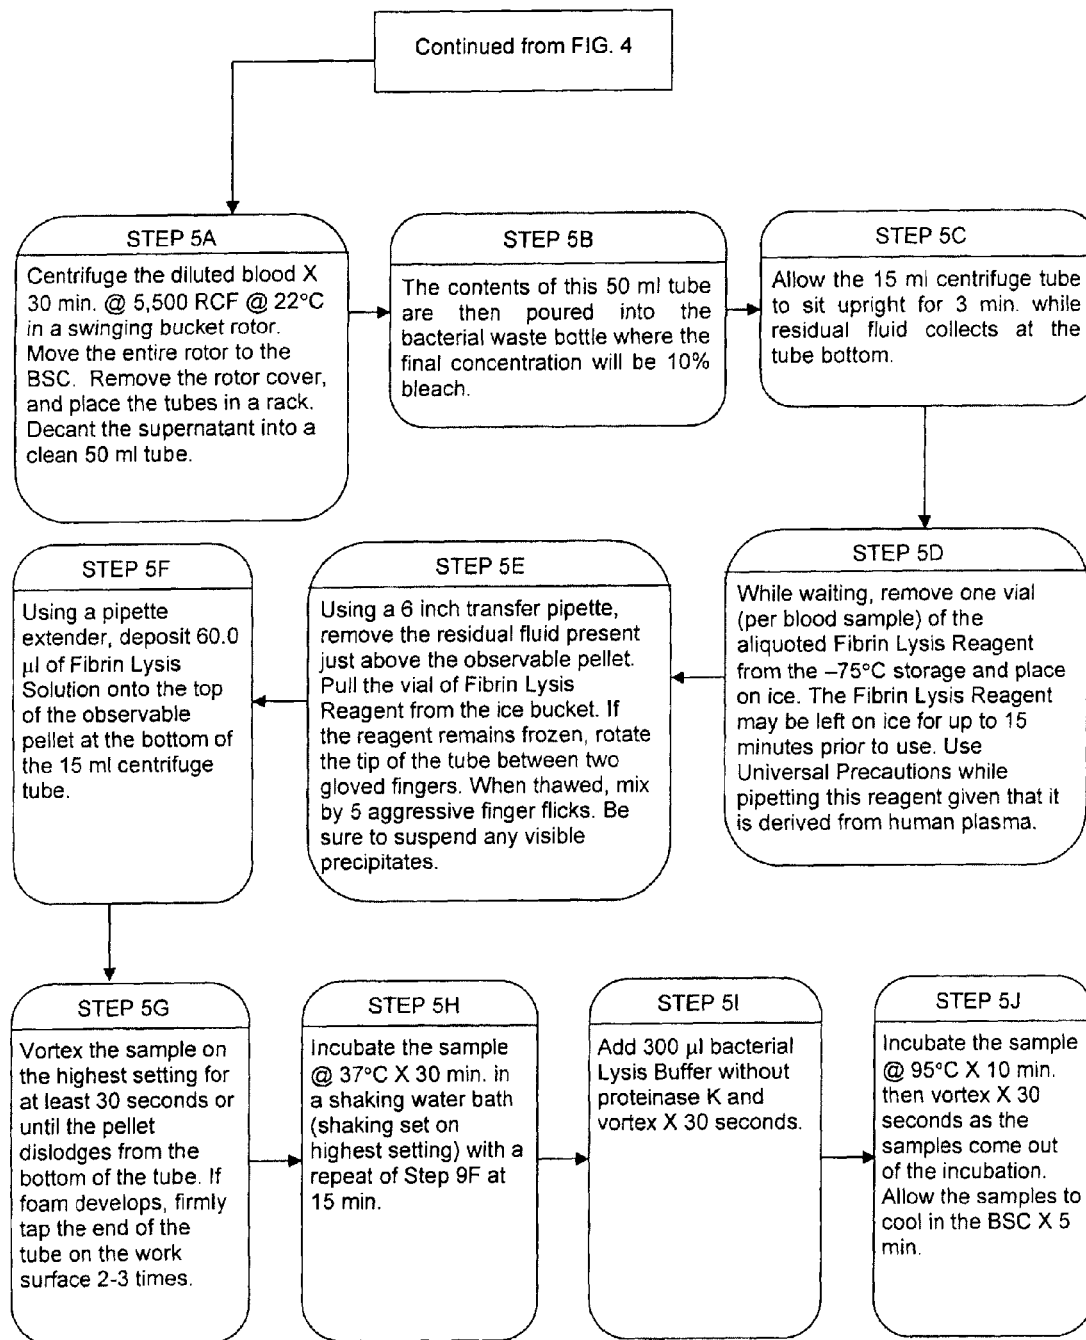 Continued from FIG. 4
STEP 5A
Centrifuge the diluted blood X
30 min. @ 5,500 RCF @ 22°C
in a swinging bucket rotor.
Move the entire rotor to the
BSC. Remove the rotor cover,
and place the tubes in a rack.
Decant the supernatant into a
clean 50 ml tube.
STEP 5B
The contents of this 50 ml tube
are then poured into the
bacterial waste bottle where the
final concentration will be 10%
bleach.
STEP 5C
Allow the 15 ml centrifuge tube
to sit upright for 3 min. while
residual fluid collects at the
tube bottom.
STEP 5D
While waiting, remove one vial
(per blood sample) of the
aliquoted Fibrin Lysis Reagent
from the –75°C storage and place
on ice. The Fibrin Lysis Reagent
may be left on ice for up to 15
minutes prior to use. Use
Universal Precautions while
pipetting this reagent given that it
is derived from human plasma.
STEP 5E
Using a 6 inch transfer pipette,
remove the residual fluid present
just above the observable pellet.
Pull the vial of Fibrin Lysis
Reagent from the ice bucket. If
the reagent remains frozen, rotate
the tip of the tube between two
gloved fingers. When thawed, mix
by 5 aggressive finger flicks. Be
sure to suspend any visible
precipitates.
STEP 5F
Using a pipette
extender, deposit 60.0
µl of Fibrin Lysis
Solution onto the top
of the observable
pellet at the bottom of
the 15 ml centrifuge
tube.
STEP 5G
Vortex the sample on
the highest setting for
at least 30 seconds or
until the pellet
dislodges from the
bottom of the tube. If
foam develops, firmly
tap the end of the
tube on the work
surface 2-3 times.
STEP 5H
Incubate the sample
@ 37°C X 30 min. in
a shaking water bath
(shaking set on
highest setting) with a
repeat of Step 9F at
15 min.
STEP 5I
Add 300 µl bacterial
Lysis Buffer without
proteinase K and
vortex X 30 seconds.
STEP 5J
Incubate the sample
@ 95°C X 10 min.
then vortex X 30
seconds as the
samples come out
of the incubation.
Allow the samples to
cool in the BSC X 5
min.